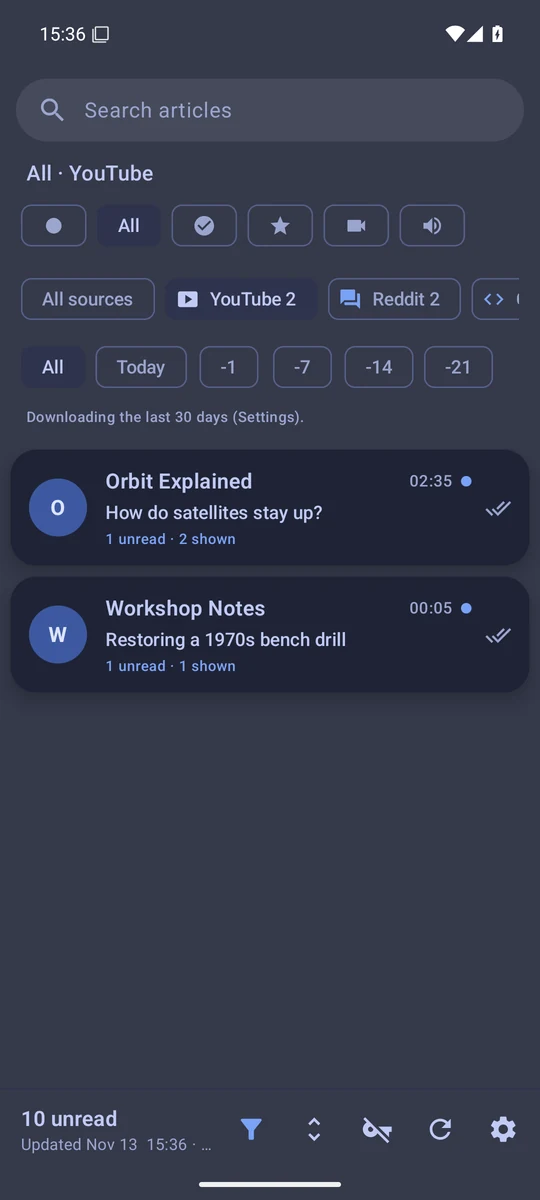 15:36
Search articles
All · YouTube
All
All sources
YouTube 2
Reddit 2
All
Today
-1
-7
-14
-21
Downloading the last 30 days (Settings).
Orbit Explained
02:35
How do satellites stay up?
1 unread · 2 shown
O
Workshop Notes
00:05
Restoring a 1970s bench drill
1 unread · 1 shown
W
10 unread
Updated Nov 13 15:36 · …